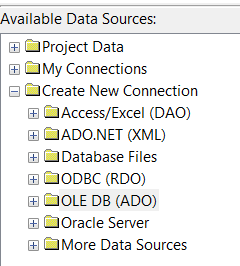 Available Data Sources:
Project Data
My Connections
Create New Connection
Access/Excel (DAO)
ADO.NET (XML)
Database Files
ODBC (RDO)
OLE DB (ADO)
Oracle Server
More Data Sources